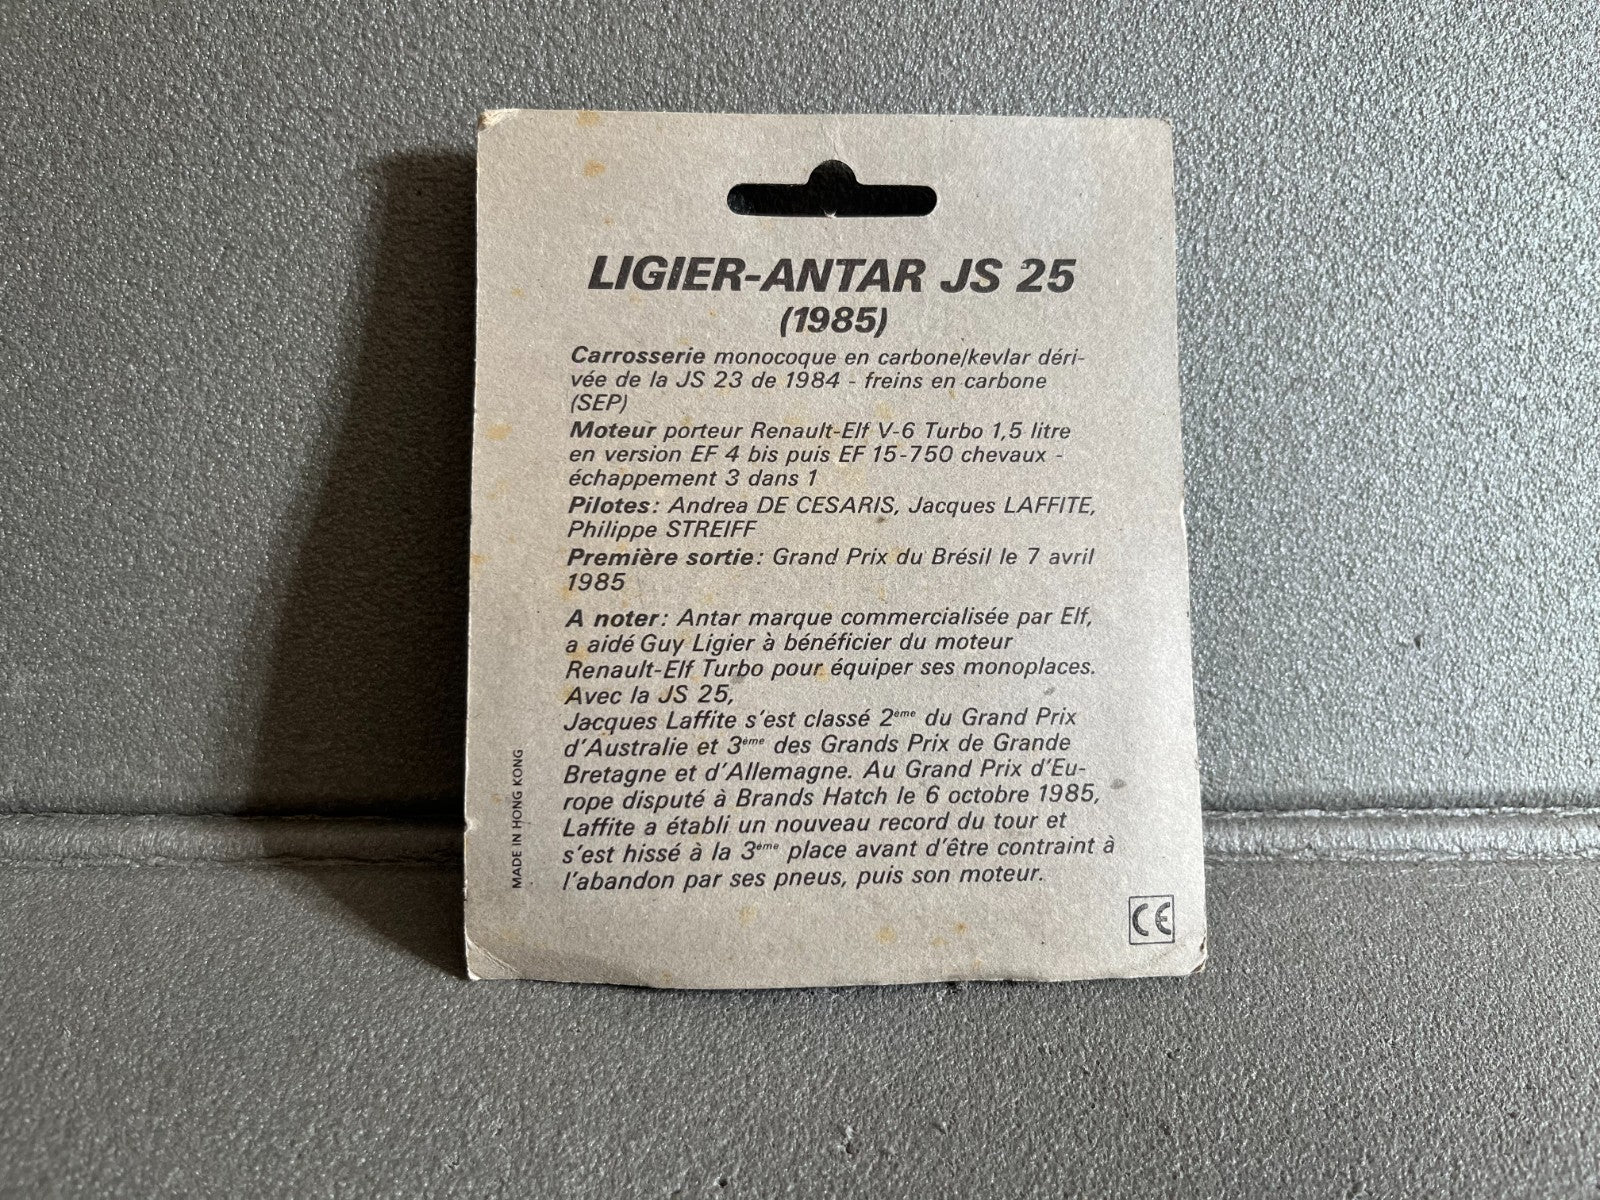 LIGIER-ANTAR JS 25
(1985)
Carrosserie monocoque en carbone/kevlar déri-
vée de la JS 23 de 1984 - freins en carbone
(SEP)
Moteur porteur Renault-Elf V-6 Turbo 1,5 litre
en version EF 4 bis puis EF 15-750 chevaux -
échappement 3 dans 1
Pilotes: Andrea DE CESARIS, Jacques LAFFITE,
Philippe STREIFF
Première sortie: Grand Prix du Brésil le 7 avril
1985
A noter: Antar marque commercialisée par Elf,
a aidé Guy Ligier à bénéficier du moteur
Renault-Elf Turbo pour équiper ses monoplaces.
Avec la JS 25,
Jacques Laffite s'est classé 2ème du Grand Prix
d'Australie et 3ème des Grands Prix de Grande
Bretagne et d'Allemagne. Au Grand Prix d'Eu-
rope disputé à Brands Hatch le 6 octobre 1985,
Laffite a établi un nouveau record du tour et
s'est hissé à la 3ème place avant d'être contraint à
l'abandon par ses pneus, puis son moteur.
MADE IN HONG KONG
CE